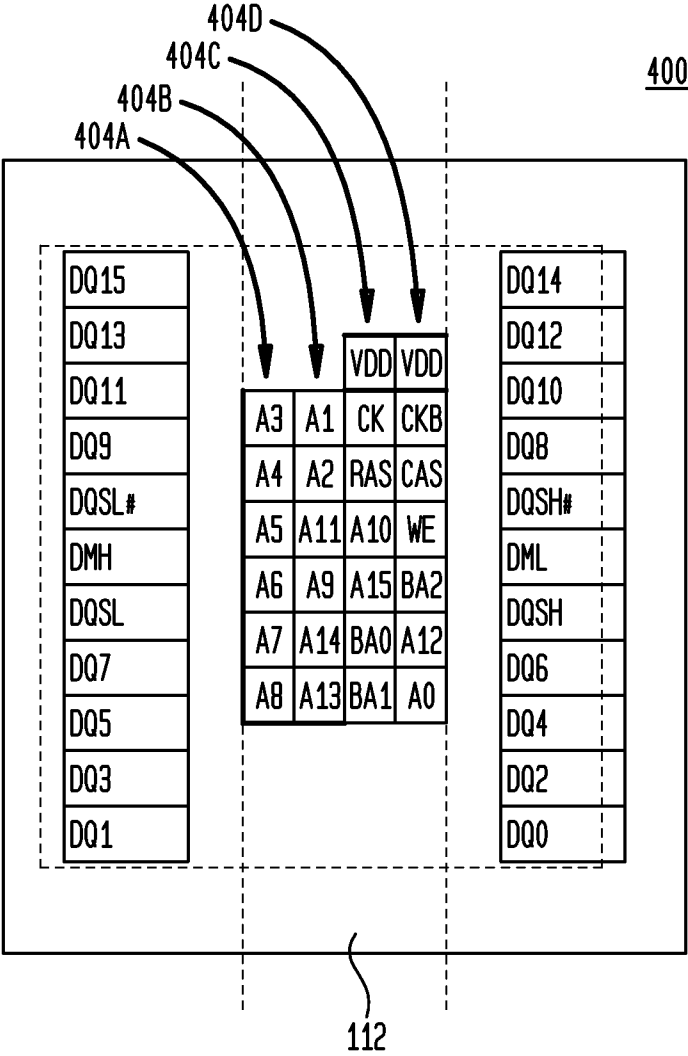 404D
404C
400
404B
404A
DQ15 DQ14
DQ13 VDD VDD DQ12
DQ11 A3 A1 CK CKB DQ10
DQ9 A4 A2 RAS CAS DQ8
DQSL# A5 A11 A10 WE DQSH#
DMH A6 A9 A15 BA2 DML
DQSL A7 A14 BA0 A12 DQSH
DQ7 A8 A13 BA1 A0 DQ6
DQ5 DQ4
DQ3 DQ2
DQ1 DQ0
112